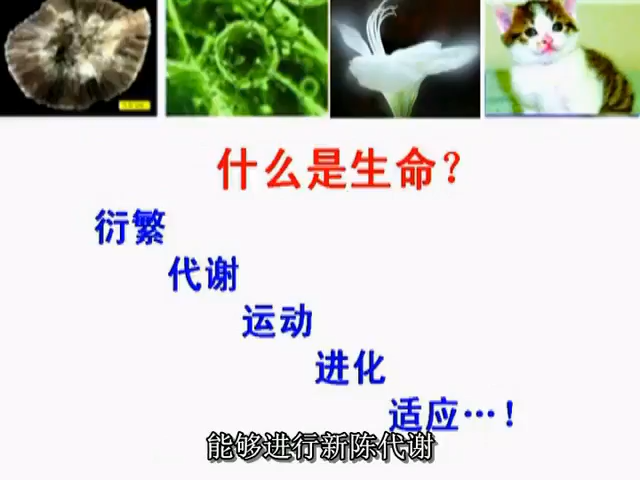 什么是生命？
衍繁
代谢
运动
进化
适应…！
能够进行新陈代谢